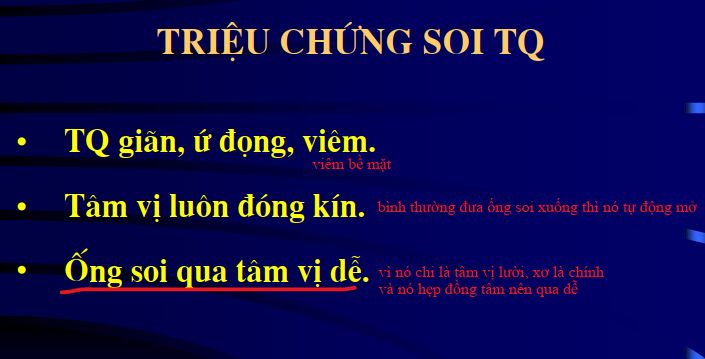 TRIỆU CHỨNG SOI TQ
• TQ giãn, ứ đọng, viêm.
viêm bề mặt
• Tâm vị luôn đóng kín. bình thường đưa ống soi xuống thì nó tự động mở
• Ống soi qua tâm vị dễ. vì nó chỉ là tâm vị lười, xơ là chính
và nó hẹp đồng tâm nên qua dễ